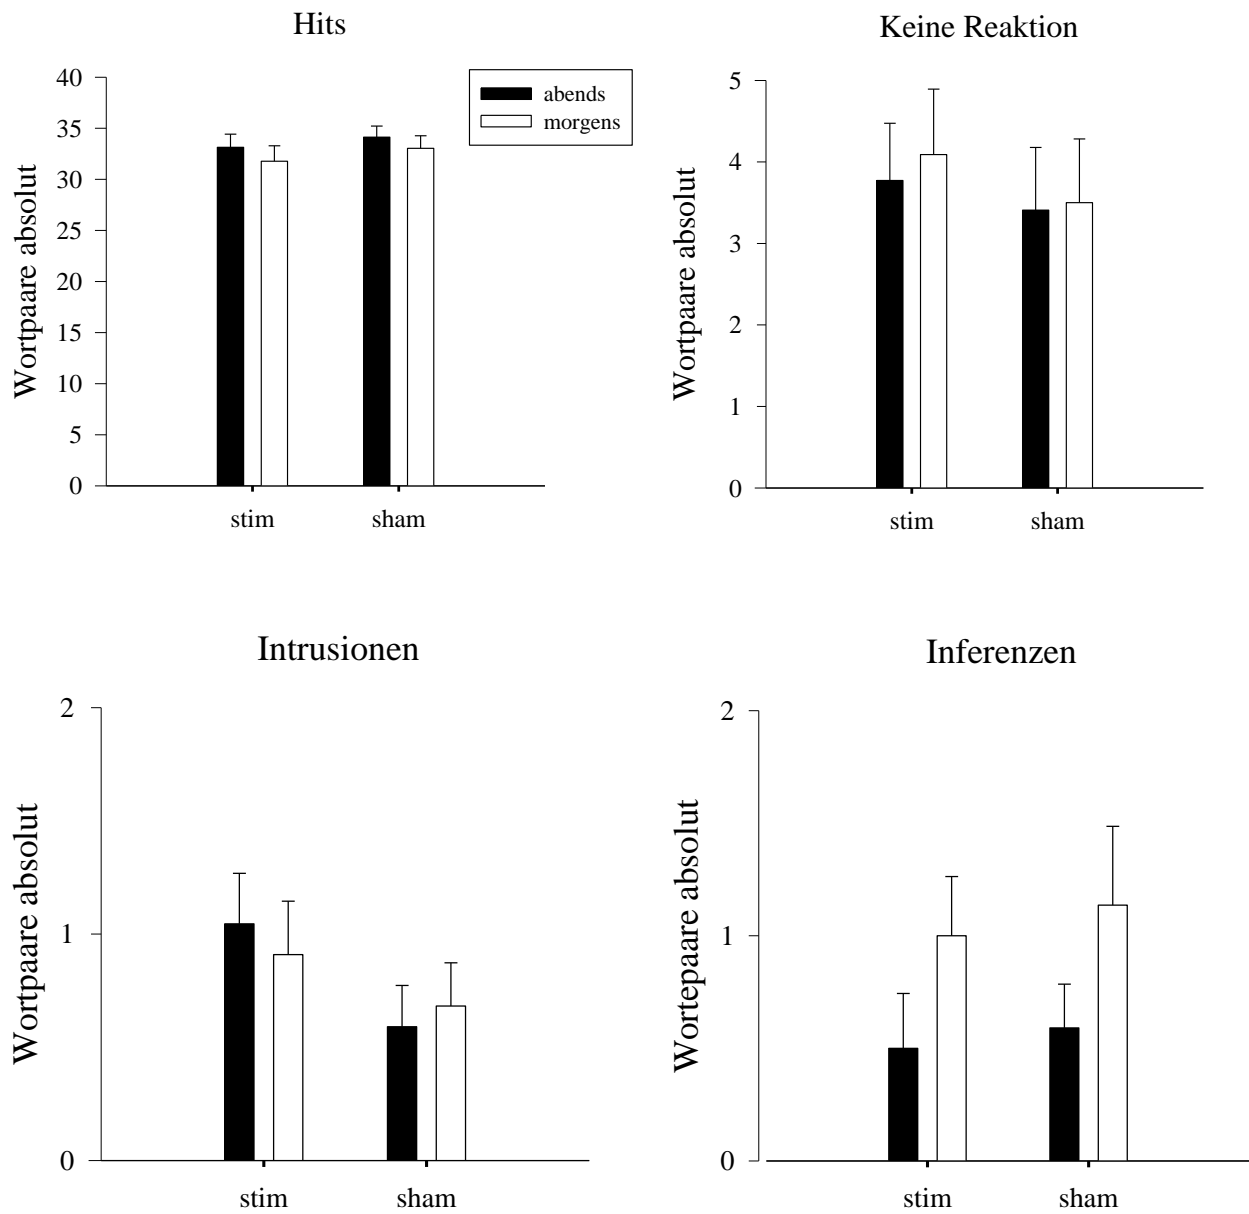 Hits
40
35
30
25
20
15
10
5
0
Wortpaare absolut
stim
sham
abends
morgens
Keine Reaktion
5
4
3
2
1
0
Wortpaare absolut
stim
sham
Intrusionen
2
1
0
Wortpaare absolut
stim
sham
Inferenzen
2
1
0
Wortepaare absolut
stim
sham